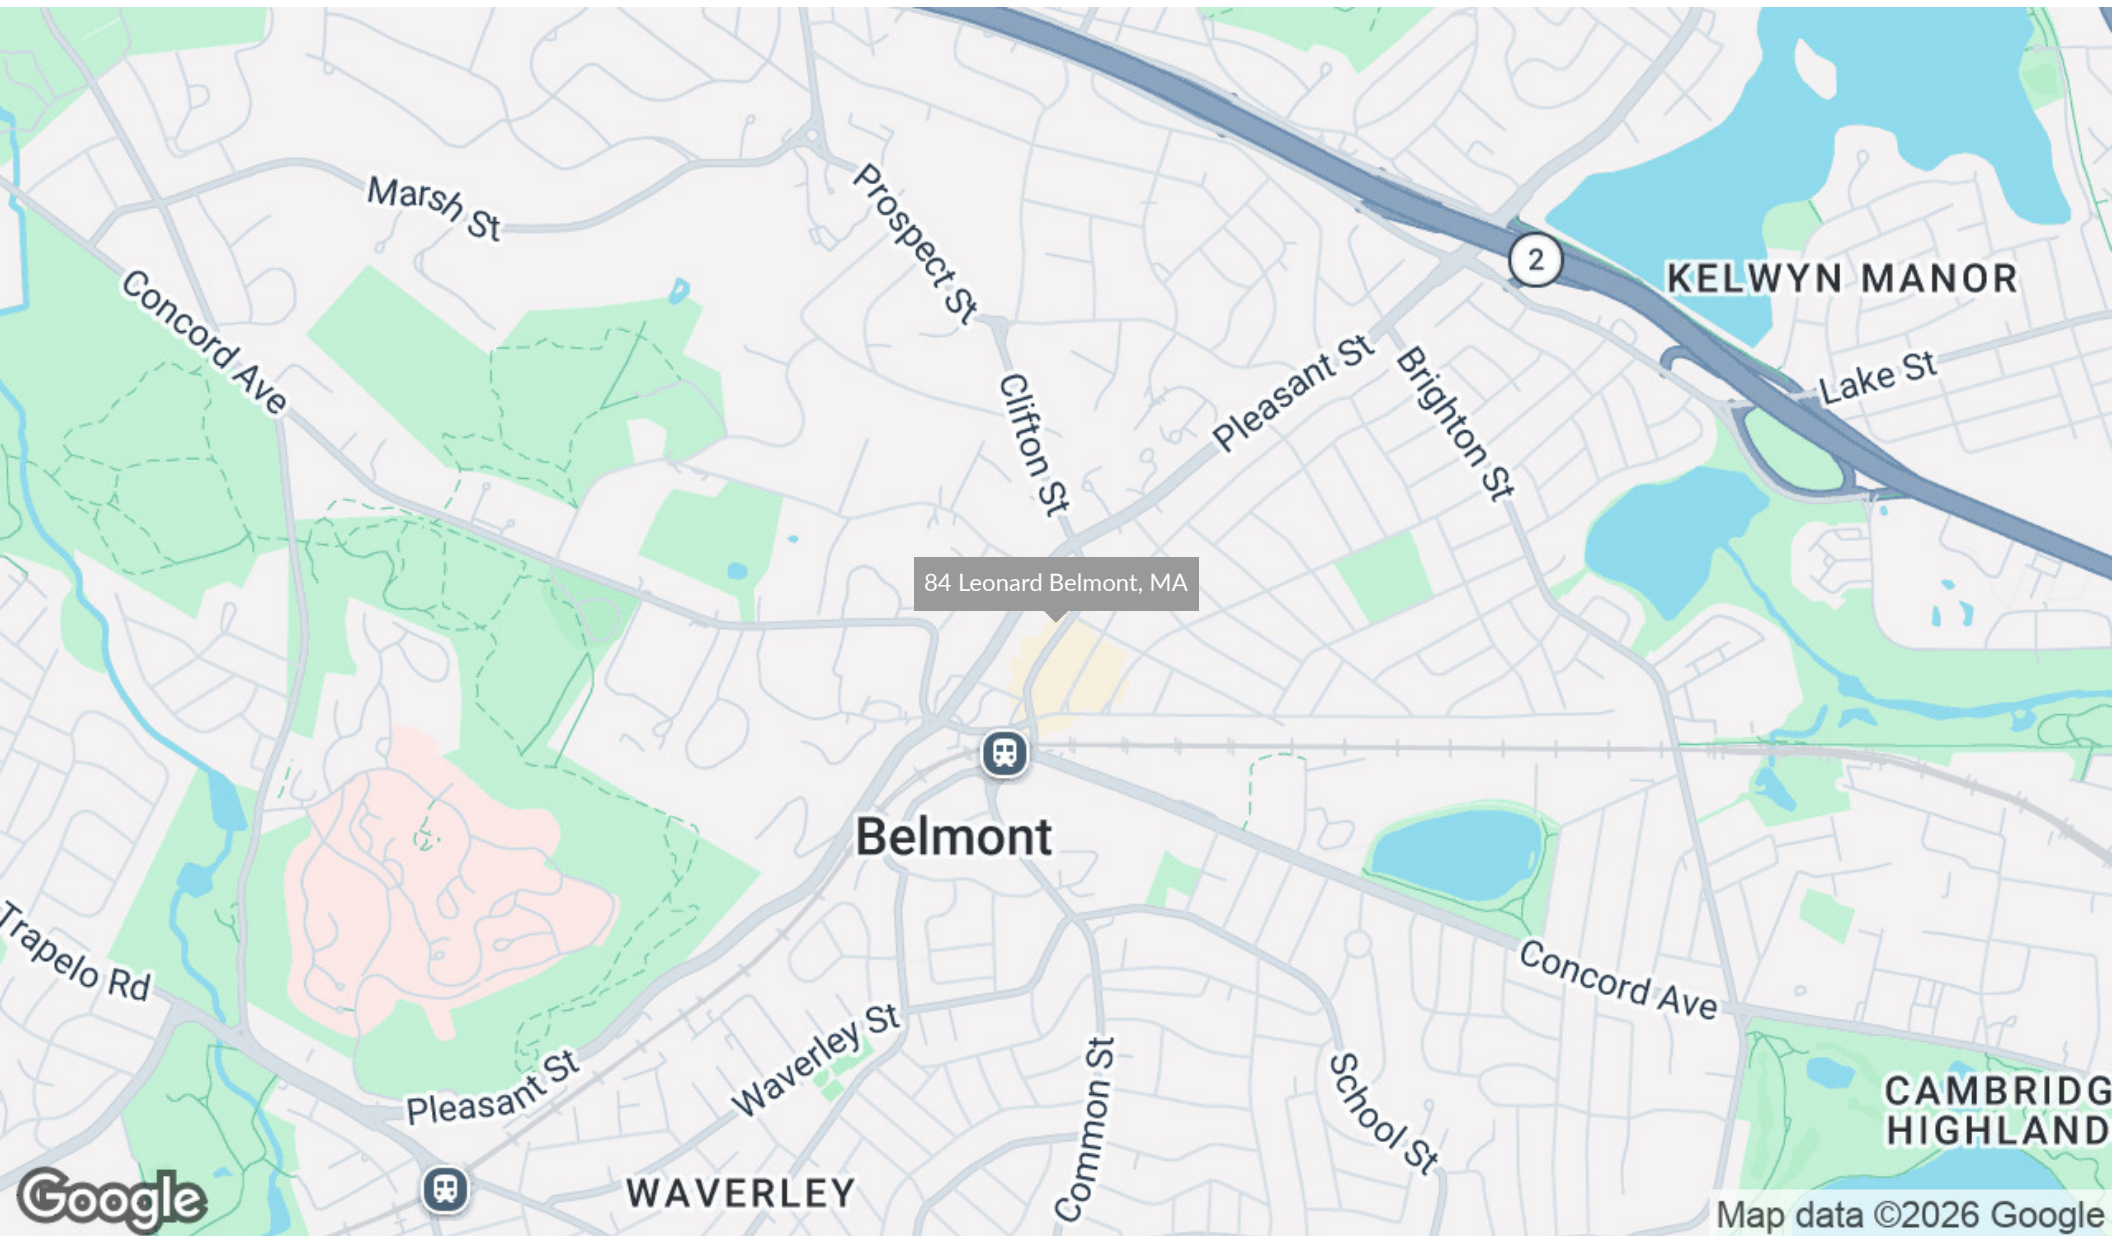 Marsh St
Prospect St
2
KELWYN MANOR
Concord Ave
Lake St
Pleasant St
Brighton St
Clifton St
84 Leonard Belmont, MA
Belmont
Trapelo Rd
Concord Ave
Waverley St
Pleasant St
Common St
School St
CAMBRIDG
HIGHLAND
WAVERLEY
Google
Map data ©2026 Google